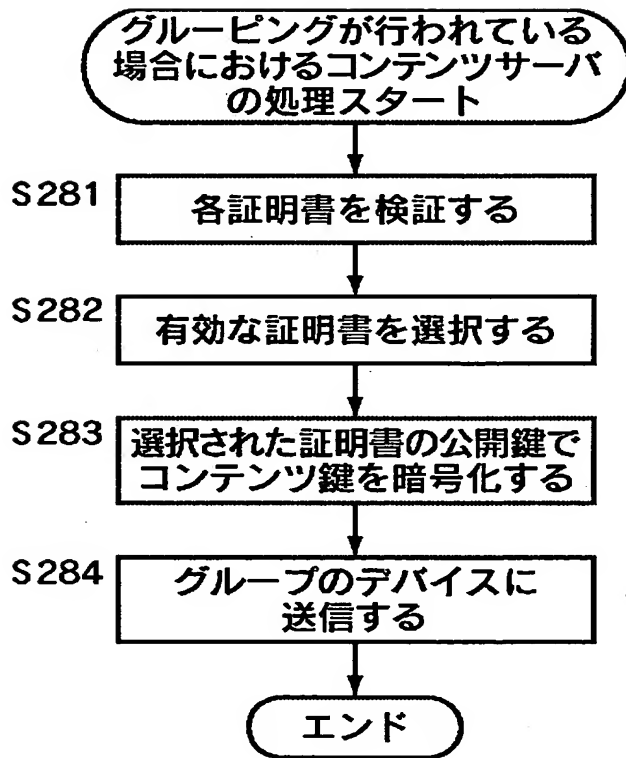 グルーピングが行われている
場合におけるコンテンツサーバ
の処理スタート
S281
各証明書を検証する
S282
有効な証明書を選択する
S283
選択された証明書の公開鍵で
コンテンツ鍵を暗号化する
S284
グループのデバイスに
送信する
エンド